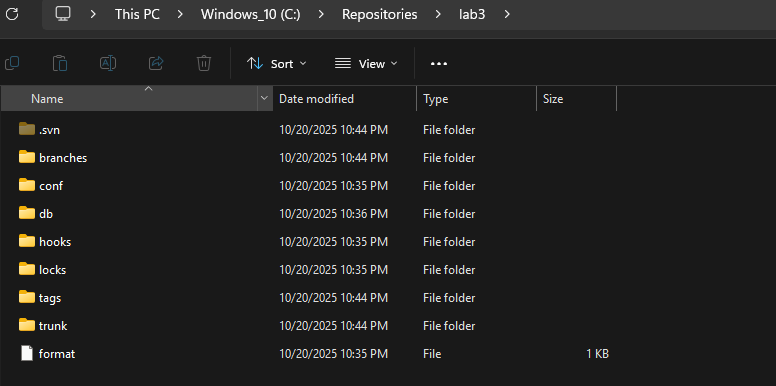 This PC > Windows_10 (C:) > Repositories > lab3 >
Sort View
Name Date modified Type Size
.svn 10/20/2025 10:44 PM File folder
branches 10/20/2025 10:44 PM File folder
conf 10/20/2025 10:35 PM File folder
db 10/20/2025 10:36 PM File folder
hooks 10/20/2025 10:35 PM File folder
locks 10/20/2025 10:35 PM File folder
tags 10/20/2025 10:44 PM File folder
trunk 10/20/2025 10:44 PM File folder
format 10/20/2025 10:35 PM File 1 KB